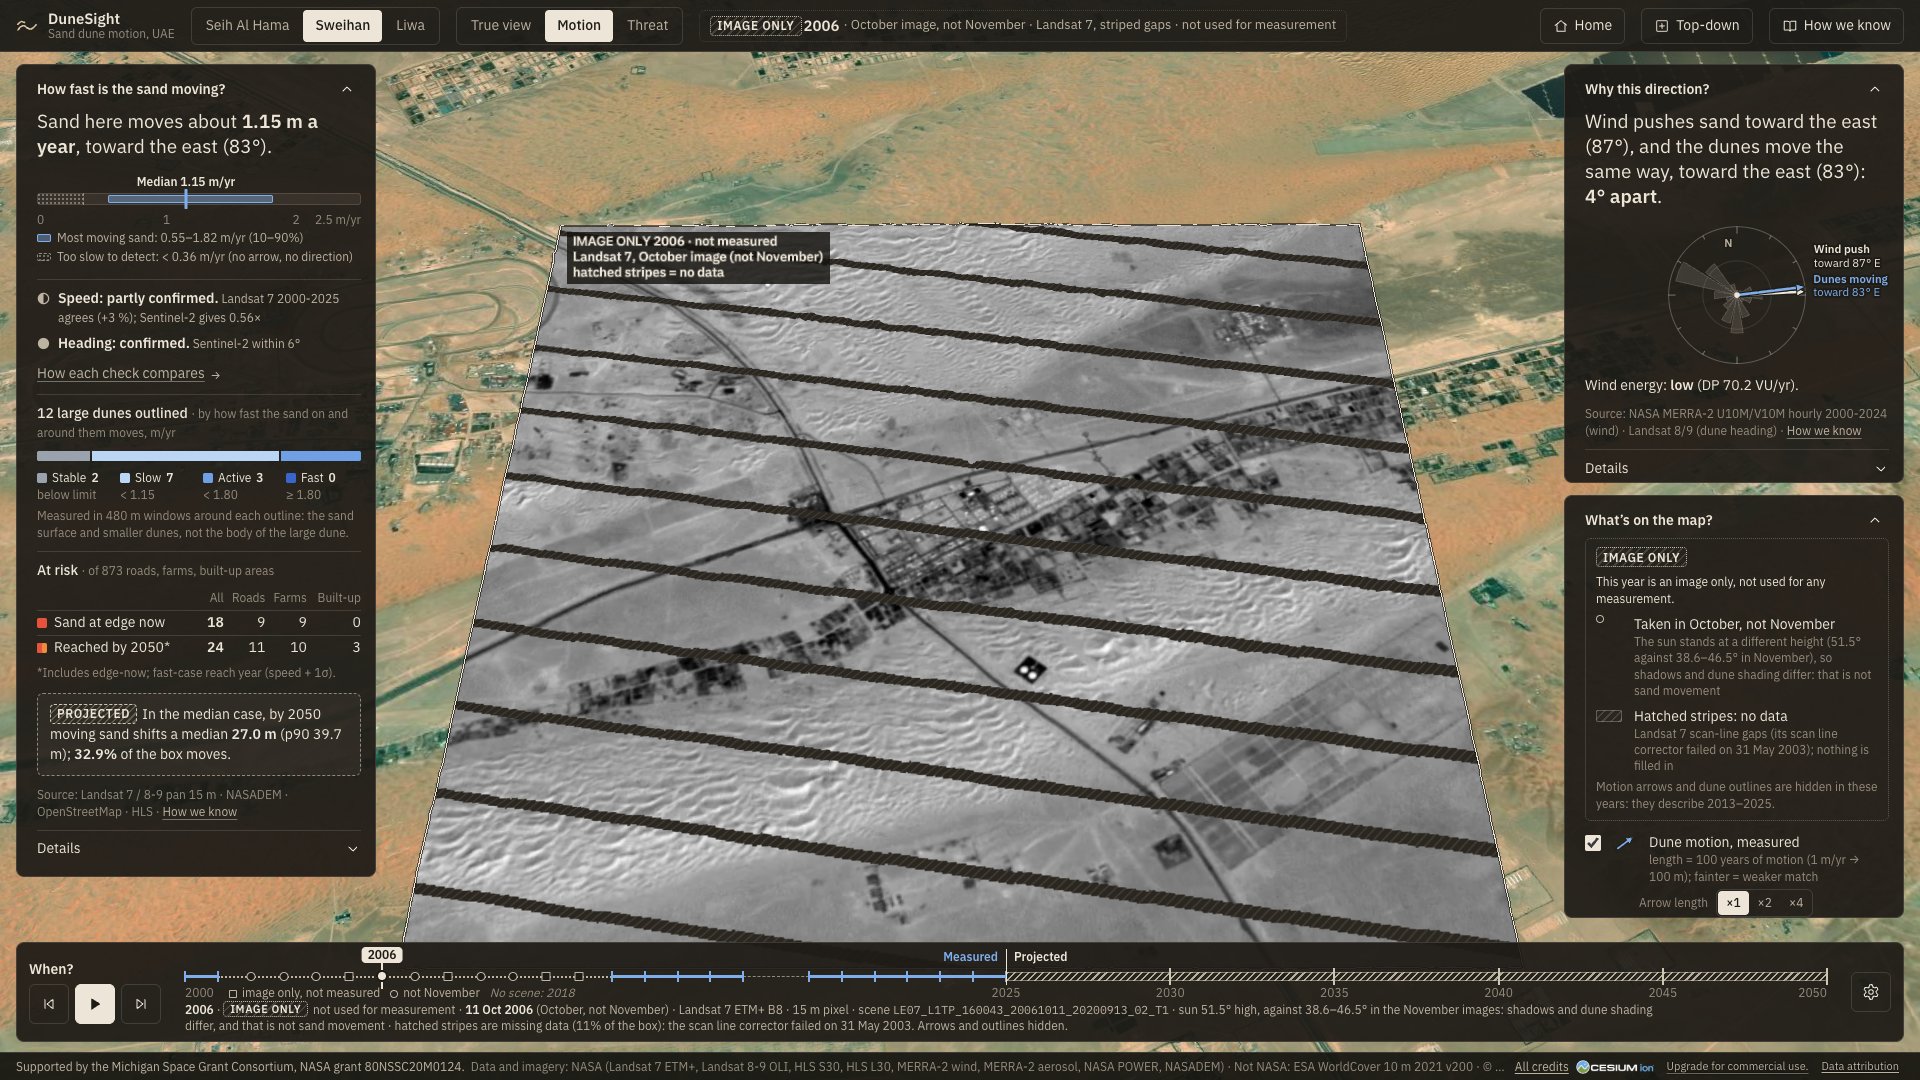 DuneSight
Sand dune motion, UAE
Seih Al Hama
Sweihan
Liwa
True view
Motion
Threat
IMAGE ONLY 2006 · October image, not November · Landsat 7, striped gaps · not used for measurement
Home
Top-down
How we know
How fast is the sand moving?
Sand here moves about 1.15 m a
year, toward the east (83°).
Median 1.15 m/yr
0 1 2 2.5 m/yr
Most moving sand: 0.55–1.82 m/yr (10–90%)
Too slow to detect: < 0.36 m/yr (no arrow, no direction)
Speed: partly confirmed. Landsat 7 2000-2025
agrees (+3 %); Sentinel-2 gives 0.56×
Heading: confirmed. Sentinel-2 within 6°
How each check compares →
12 large dunes outlined · by how fast the sand on and
around them moves, m/yr
Stable 2 Slow 7 Active 3 Fast 0
below limit < 1.15 < 1.80 ≥ 1.80
Measured in 480 m windows around each outline: the sand
surface and smaller dunes, not the body of the large dune.
At risk · of 873 roads, farms, built-up areas
All Roads Farms Built-up
Sand at edge now 18 9 9 0
Reached by 2050* 24 11 10 3
*Includes edge-now; fast-case reach year (speed + 1σ).
PROJECTED In the median case, by 2050
moving sand shifts a median 27.0 m (p90 39.7
m); 32.9% of the box moves.
Source: Landsat 7 / 8-9 pan 15 m · NASADEM ·
OpenStreetMap · HLS · How we know
Details
IMAGE ONLY 2006 · not measured
Landsat 7, October image (not November)
hatched stripes = no data
Why this direction?
Wind pushes sand toward the east
(87°), and the dunes move the
same way, toward the east (83°):
4° apart.
N
Wind push
toward 87° E
Dunes moving
toward 83° E
Wind energy: low (DP 70.2 VU/yr).
Source: NASA MERRA-2 U10M/V10M hourly 2000-2024
(wind) · Landsat 8/9 (dune heading) · How we know
Details
What's on the map?
IMAGE ONLY
This year is an image only, not used for any
measurement.
Taken in October, not November
The sun stands at a different height (51.5°
against 38.6–46.5° in November), so
shadows and dune shading differ: that is not
sand movement
Hatched stripes: no data
Landsat 7 scan-line gaps (its scan line
corrector failed on 31 May 2003); nothing is
filled in
Motion arrows and dune outlines are hidden in these
years: they describe 2013–2025.
Dune motion, measured
length = 100 years of motion (1 m/yr →
100 m); fainter = weaker match
Arrow length ×1 ×2 ×4
When?
2006
Measured
Projected
2000 image only, not measured not November No scene: 2018 2025 2030 2035 2040 2045 2050
2006 · IMAGE ONLY not used for measurement · 11 Oct 2006 (October, not November) · Landsat 7 ETM+ B8 · 15 m pixel · scene LE07_L1TP_160043_20061011_20200913_02_T1 · sun 51.5° high, against 38.6–46.5° in the November images: shadows and dune shading
differ, and that is not sand movement · hatched stripes are missing data (11% of the box): the scan line corrector failed on 31 May 2003. Arrows and outlines hidden.
Supported by the Michigan Space Grant Consortium, NASA grant 80NSSC20M0124. Data and imagery: NASA (Landsat 7 ETM+, Landsat 8-9 OLI, HLS S30, HLS L30, MERRA-2 wind, MERRA-2 aerosol, NASA POWER, NASADEM) · Not NASA: ESA WorldCover 10 m 2021 v200 · © ... All credits CESIUM ion Upgrade for commercial use. Data attribution